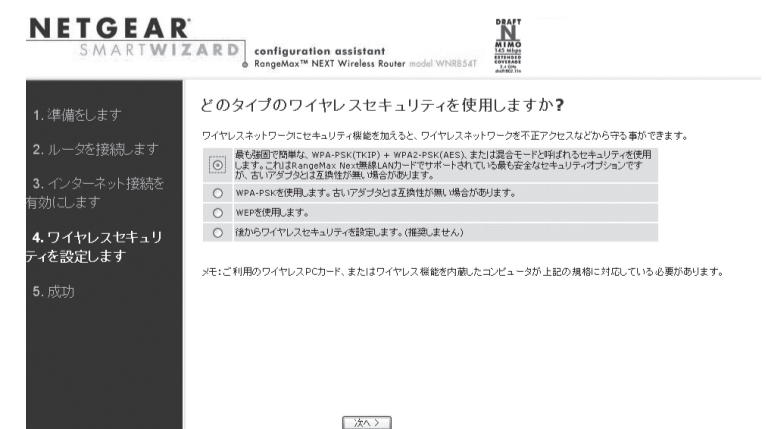 NETGEAR®
SMARTWIZARD configuration assistant
RangeMax™ NEXT Wireless Router model WNR854T
DRAFT
N
MIMO
145 Mbps
EXTENDED
COVERAGE
2.4 GHz
draft 802.11n
1. 準備をします
2. ルータを接続します
3. インターネット接続を
有効にします
4. ワイヤレスセキュリ
ティを設定します
5. 成功
どのタイプのワイヤレスセキュリティを使用しますか?
ワイヤレスネットワークにセキュリティ機能を加えると、ワイヤレスネットワークを不正アクセスなどから守る事ができます。
最も強固で簡単な、WPA-PSK(TKIP) + WPA2-PSK(AES)、または混合モードと呼ばれるセキュリティを使用
します。これはRangeMax Next無線LANカードでサポートされている最も安全なセキュリティオプションです
が、古いアダプタとは互換性が無い場合があります。
WPA-PSKを使用します。古いアダプタとは互換性が無い場合があります。
WEPを使用します。
後からワイヤレスセキュリティを設定します。(推奨しません)
メモ:ご利用のワイヤレスPCカード、またはワイヤレス機能を内蔵したコンピュータが上記の規格に対応している必要があります。
次へ >